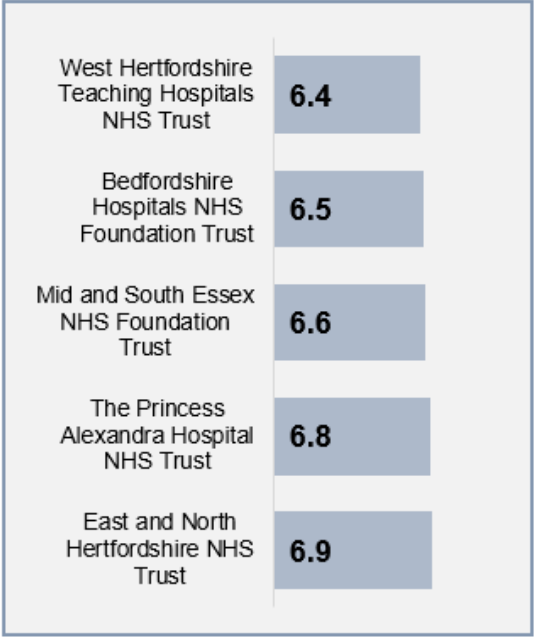 West Hertfordshire
Teaching Hospitals
NHS Trust
6.4
Bedfordshire
Hospitals NHS
Foundation Trust
6.5
Mid and South Essex
NHS Foundation
Trust
6.6
The Princess
Alexandra Hospital
NHS Trust
6.8
East and North
Hertfordshire NHS
Trust
6.9